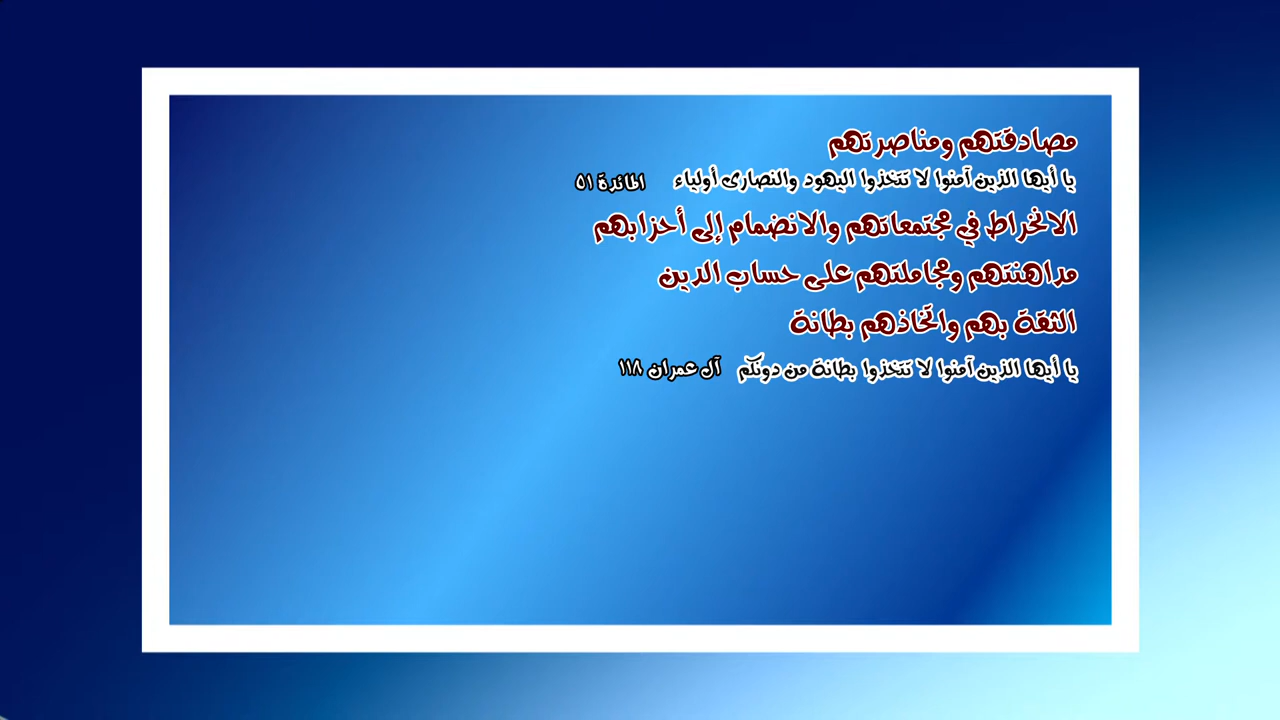 مصادقتهم ومناصرتهم
يا أيها الذين آمنوا لا تتخذوا اليهود والنصارى أولياء المائدة ٥١
الانخراط في مجتمعاتهم والانضمام إلى أحزابهم
مداهنتهم ومجاملتهم على حساب الدين
الثقة بهم واتخاذهم بطانة
يا أيها الذين آمنوا لا تتخذوا بطانة من دونكم آل عمران ١١٨